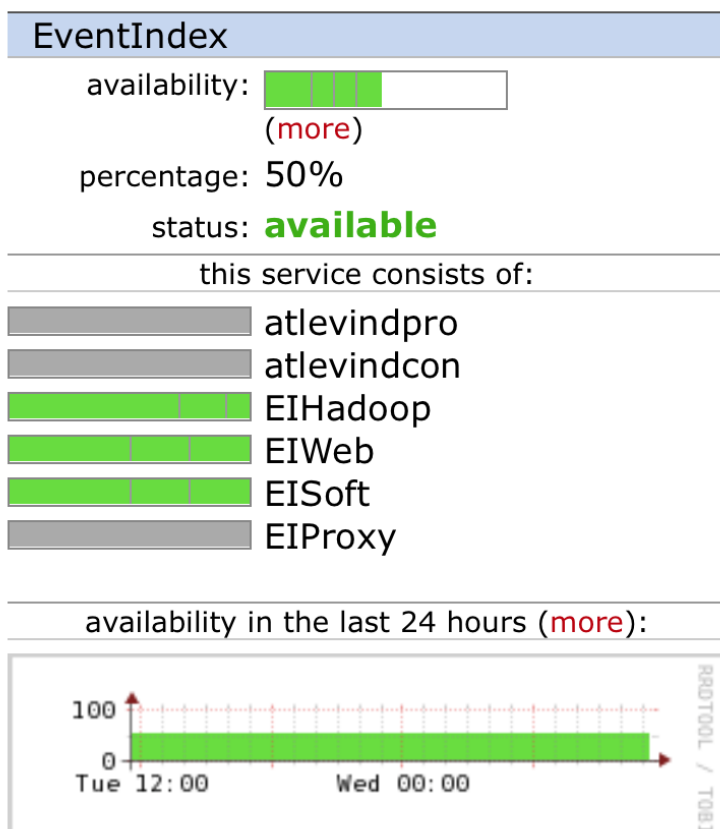 EventIndex
availability:
(more)
percentage: 50%
status: available
this service consists of:
atlevindpro
atlevindcon
EIHadoop
EIWeb
EISoft
EIProxy
availability in the last 24 hours (more):
100
0
Tue 12:00 Wed 00:00
RRDTOOL / TOBI